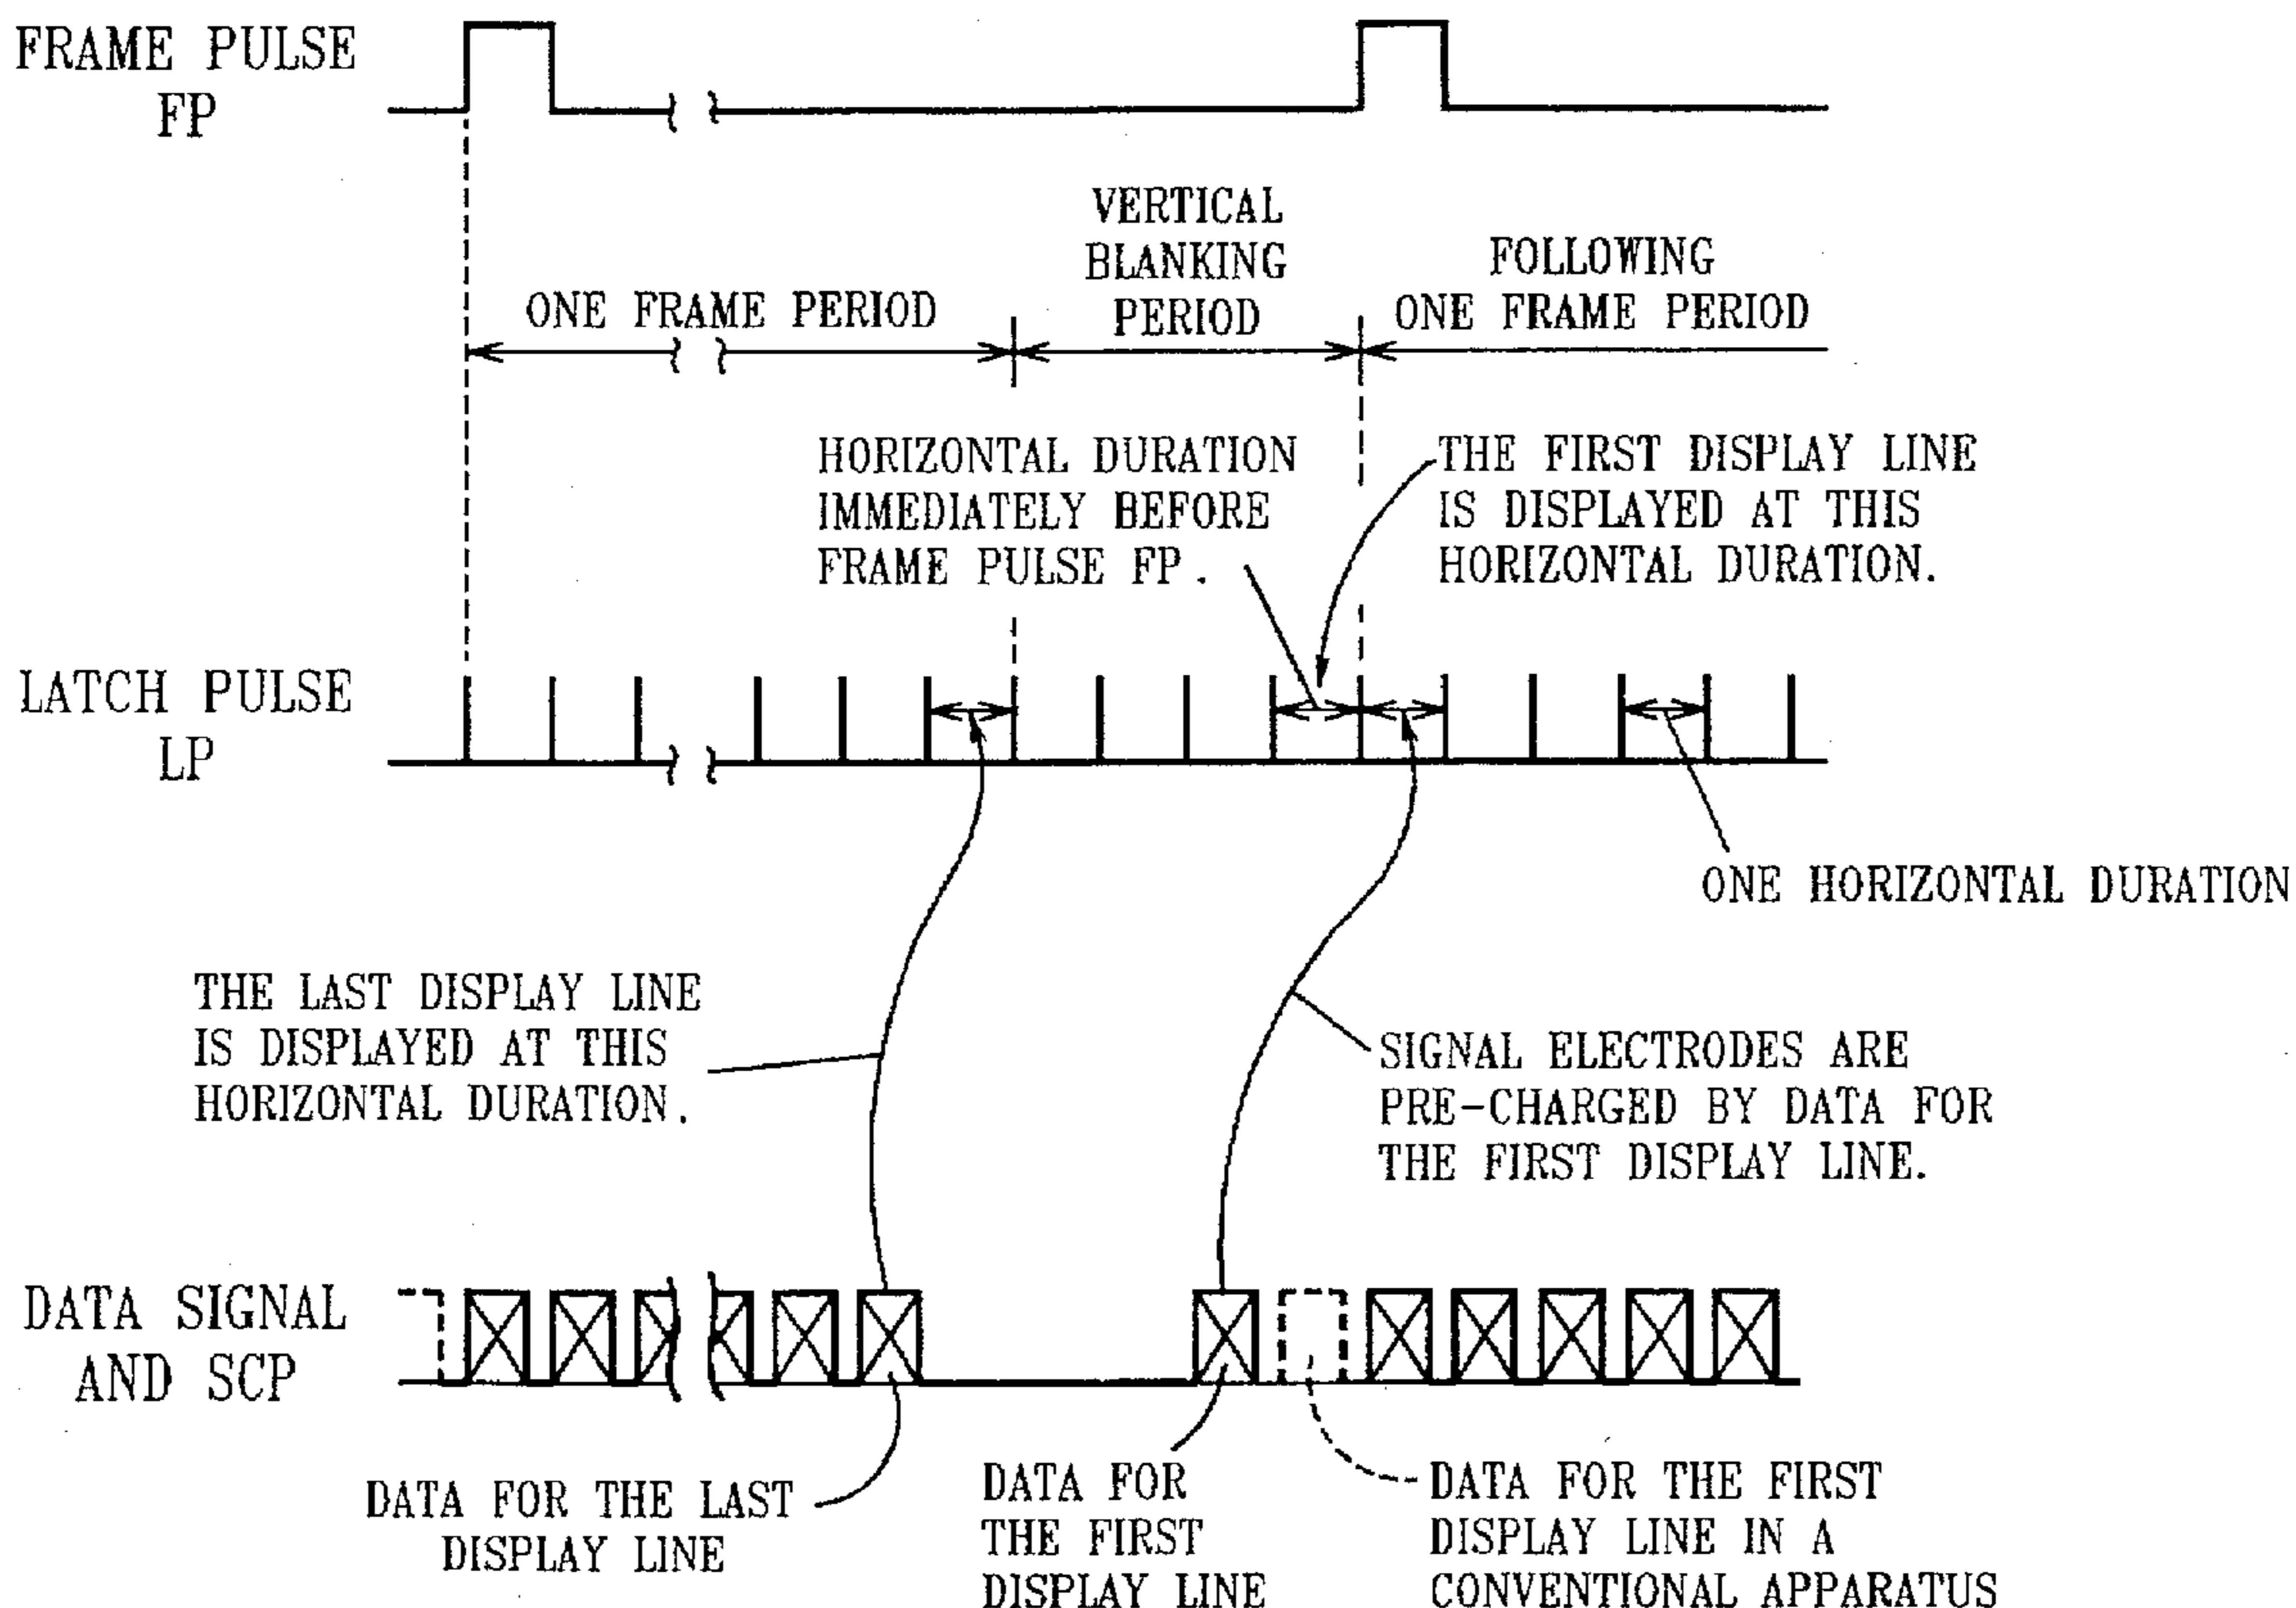 FRAME PULSE
FP
VERTICAL
BLANKING
PERIOD
FOLLOWING
ONE FRAME PERIOD
ONE FRAME PERIOD
HORIZONTAL DURATION
IMMEDIATELY BEFORE
FRAME PULSE FP.
THE FIRST DISPLAY LINE
IS DISPLAYED AT THIS
HORIZONTAL DURATION.
LATCH PULSE
LP
ONE HORIZONTAL DURATION
THE LAST DISPLAY LINE
IS DISPLAYED AT THIS
HORIZONTAL DURATION.
SIGNAL ELECTRODES ARE
PRE-CHARGED BY DATA FOR
THE FIRST DISPLAY LINE.
DATA SIGNAL
AND SCP
DATA FOR THE LAST
DISPLAY LINE
DATA FOR
THE FIRST
DISPLAY LINE
DATA FOR THE FIRST
DISPLAY LINE IN A
CONVENTIONAL APPARATUS